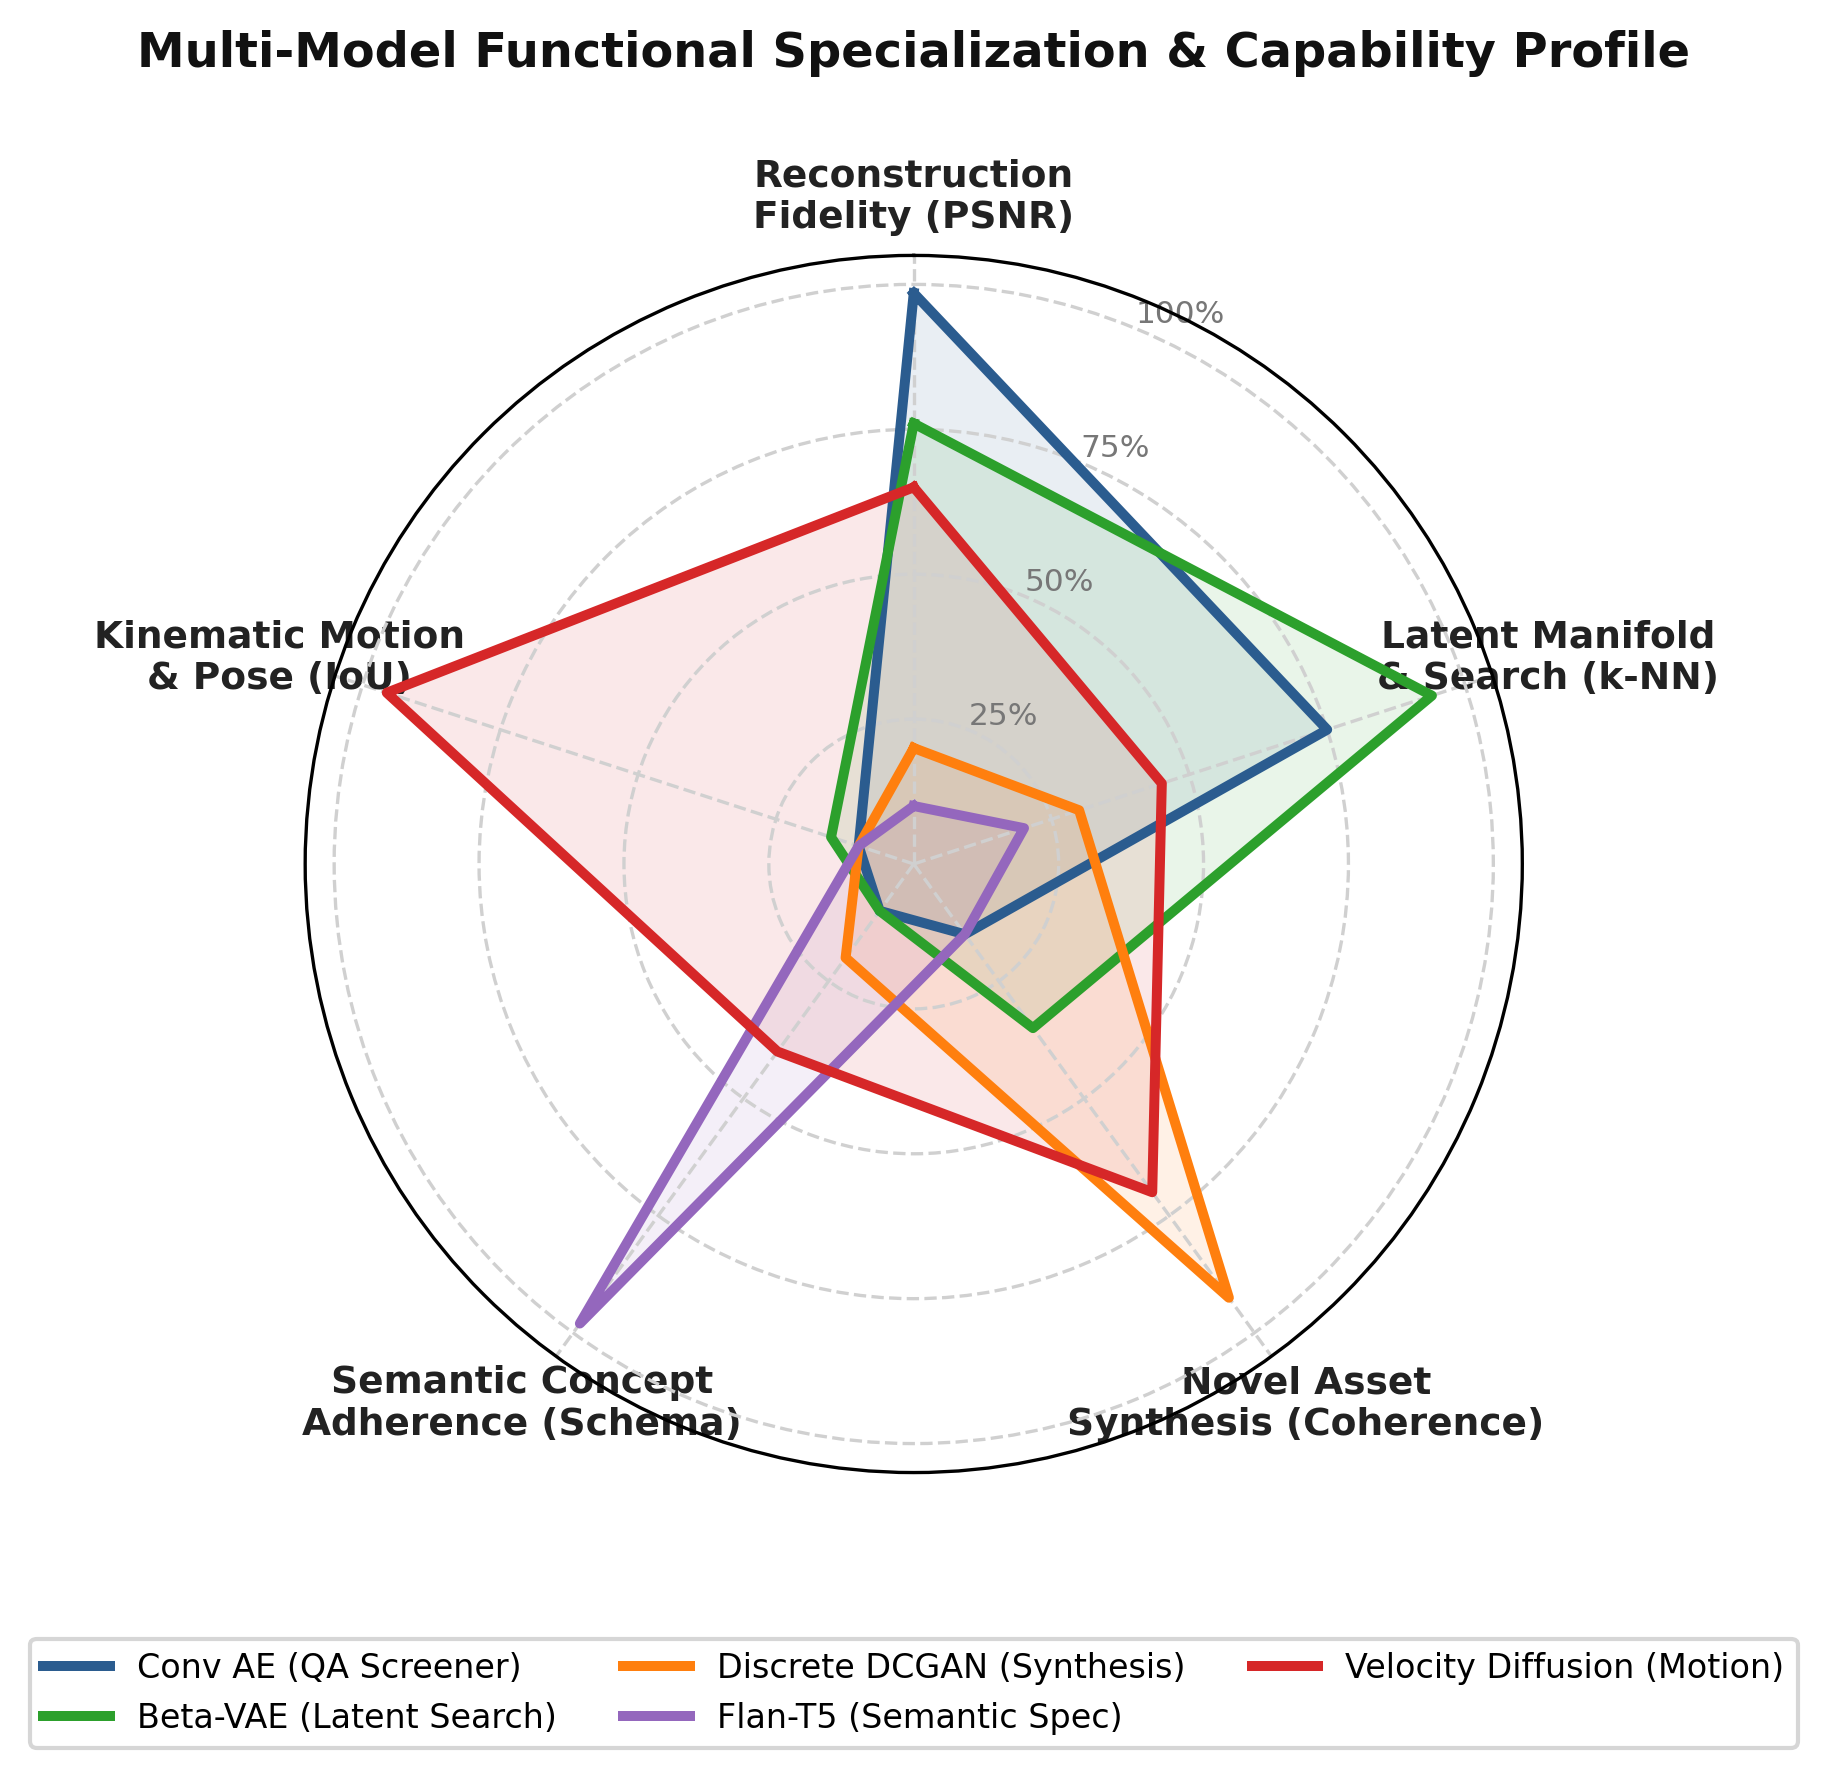 Multi-Model Functional Specialization & Capability Profile
Reconstruction
Fidelity (PSNR)
100%
75%
50%
25%
Kinematic Motion
& Pose (IoU)
Latent Manifold
& Search (k-NN)
Semantic Concept
Adherence (Schema)
Novel Asset
Synthesis (Coherence)
Conv AE (QA Screener)
Beta-VAE (Latent Search)
Discrete DCGAN (Synthesis)
Flan-T5 (Semantic Spec)
Velocity Diffusion (Motion)